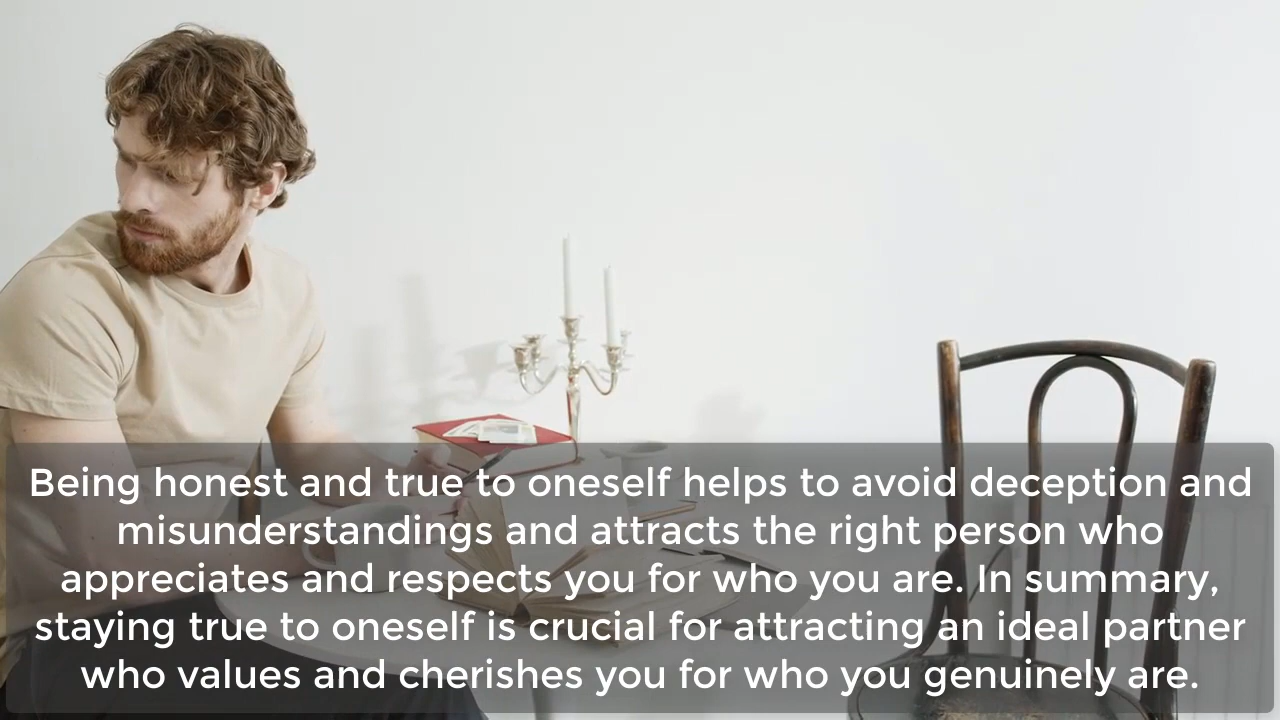 Being honest and true to oneself helps to avoid deception and
misunderstandings and attracts the right person who
appreciates and respects you for who you are. In summary,
staying true to oneself is crucial for attracting an ideal partner
who values and cherishes you for who you genuinely are.